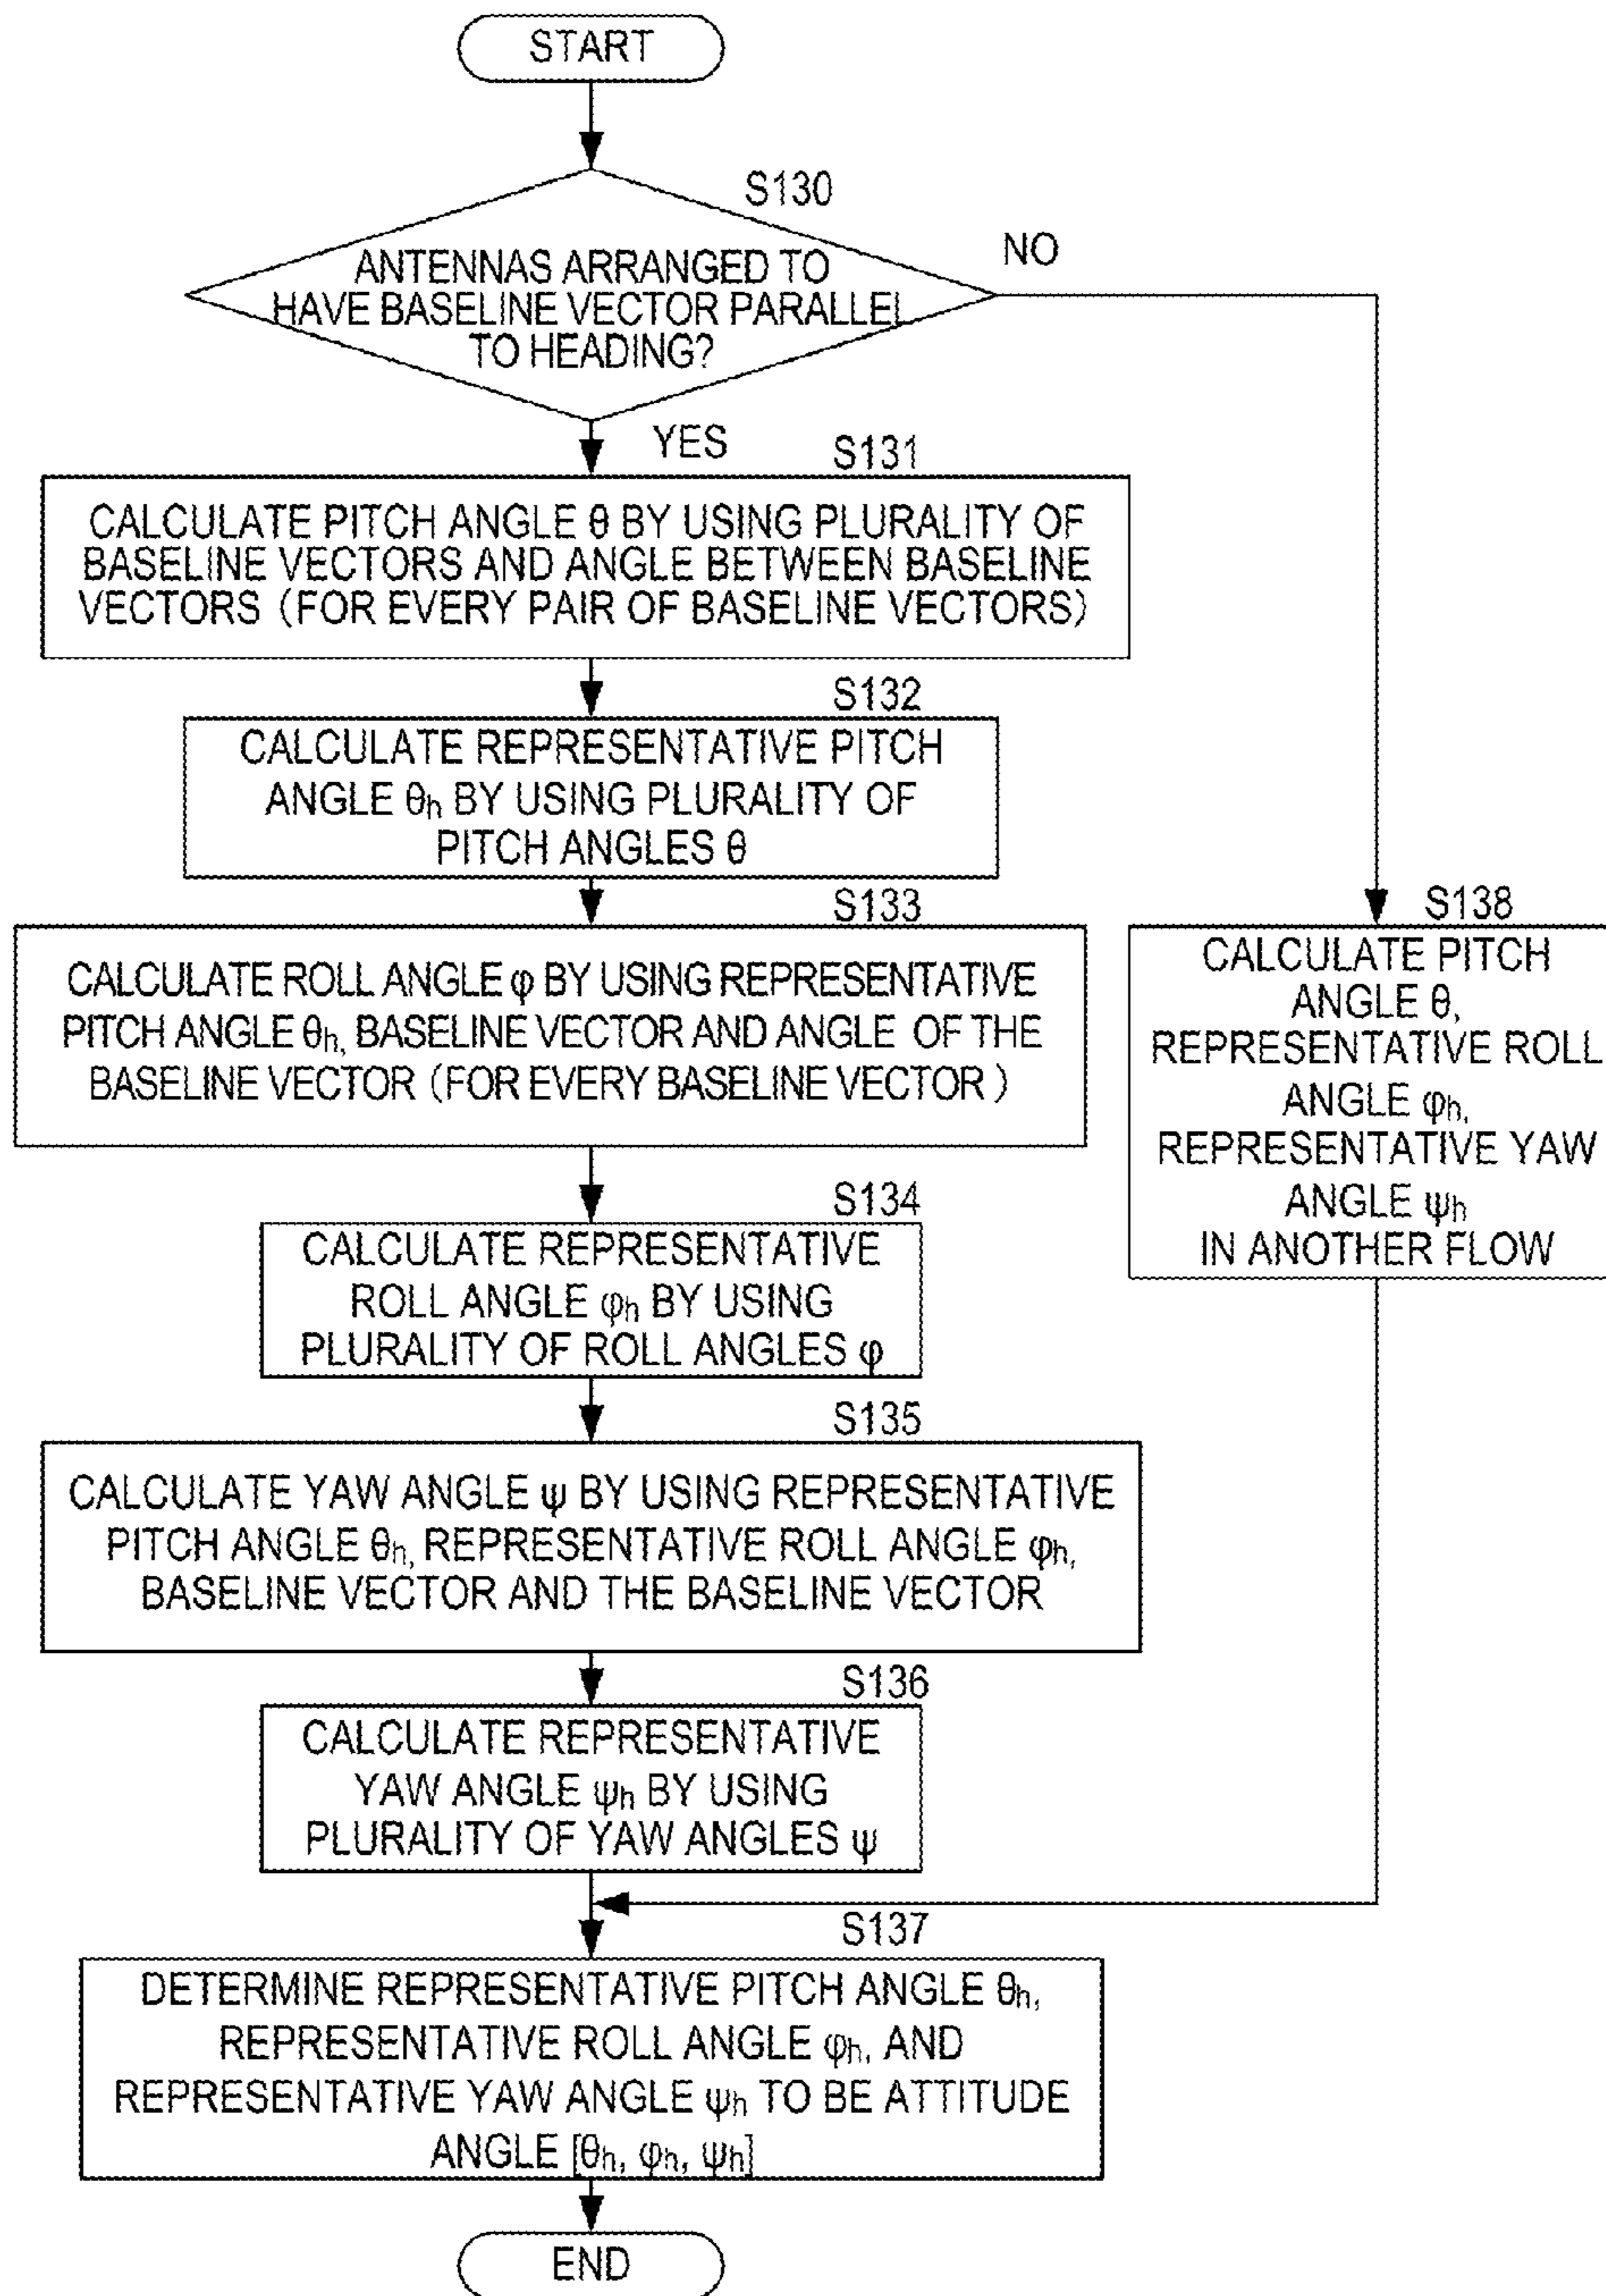 START
S130
ANTENNAS ARRANGED TO
HAVE BASELINE VECTOR PARALLEL
TO HEADING?
NO
YES
S131
CALCULATE PITCH ANGLE θ BY USING PLURALITY OF
BASELINE VECTORS AND ANGLE BETWEEN BASELINE
VECTORS (FOR EVERY PAIR OF BASELINE VECTORS)
S132
CALCULATE REPRESENTATIVE PITCH
ANGLE θh BY USING PLURALITY OF
PITCH ANGLES θ
S133
CALCULATE ROLL ANGLE φ BY USING REPRESENTATIVE
PITCH ANGLE θh, BASELINE VECTOR AND ANGLE OF THE
BASELINE VECTOR (FOR EVERY BASELINE VECTOR)
S138
CALCULATE PITCH
ANGLE θ,
REPRESENTATIVE ROLL
ANGLE φh,
REPRESENTATIVE YAW
ANGLE ψh
IN ANOTHER FLOW
S134
CALCULATE REPRESENTATIVE
ROLL ANGLE φh BY USING
PLURALITY OF ROLL ANGLES φ
S135
CALCULATE YAW ANGLE ψ BY USING REPRESENTATIVE
PITCH ANGLE θh, REPRESENTATIVE ROLL ANGLE φh,
BASELINE VECTOR AND THE BASELINE VECTOR
S136
CALCULATE REPRESENTATIVE
YAW ANGLE ψh BY USING
PLURALITY OF YAW ANGLES ψ
S137
DETERMINE REPRESENTATIVE PITCH ANGLE θh,
REPRESENTATIVE ROLL ANGLE φh, AND
REPRESENTATIVE YAW ANGLE ψh TO BE ATTITUDE
ANGLE [θh, φh, ψh]
END